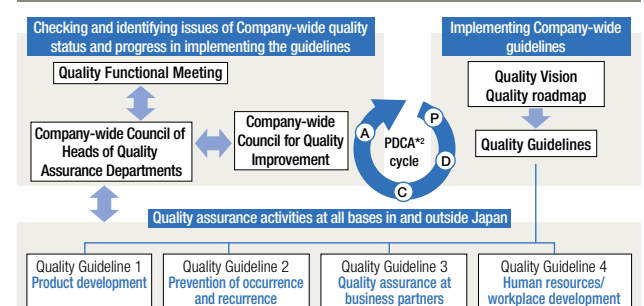 Checking and identifying issues of Company-wide quality
status and progress in implementing the guidelines
Implementing Company-wide
guidelines
Quality Functional Meeting
Company-wide Council of
Heads of Quality
Assurance Departments
Company-wide
Council for Quality
Improvement
A
P
D
C
PDCA*2
cycle
Quality Vision
Quality roadmap
Quality Guidelines
Quality assurance activities at all bases in and outside Japan
Quality Guideline 1
Product development
Quality Guideline 2
Prevention of occurrence
and recurrence
Quality Guideline 3
Quality assurance at
business partners
Quality Guideline 4
Human resources/
workplace development